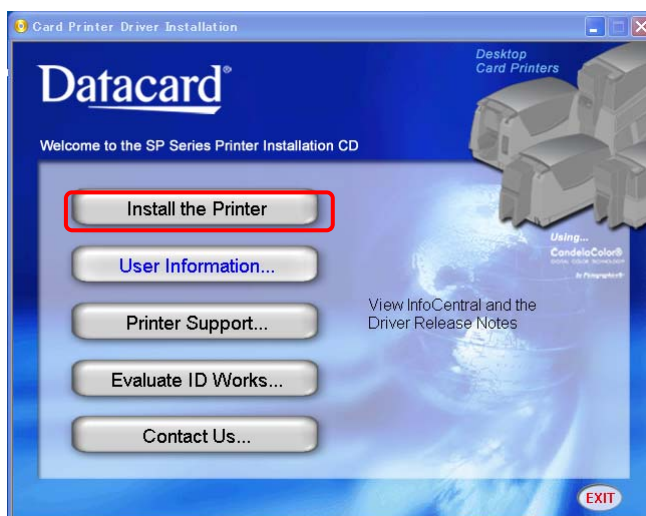 Card Printer Driver Installation
Desktop
Card Printers
Datacard®
Welcome to the SP Series Printer Installation CD
Install the Printer
Using...
CandelaColor®
User Information...
View InfoCentral and the
Driver Release Notes
Printer Support...
Evaluate ID Works...
Contact Us...
EXIT